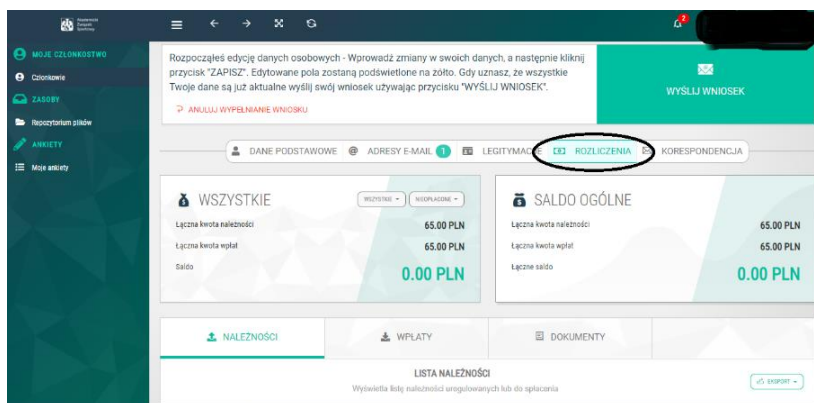 Akademicki
Związek
Sportowy
2
MOJE CZŁONKOSTWO
Członkowie
ZASOBY
Repozytorium plików
ANKIETY
Moje ankiety
Rozpocząłeś edycję danych osobowych - Wprowadź zmiany w swoich danych, a następnie kliknij
przycisk "ZAPISZ". Edytowane pola zostaną podświetlone na żółto. Gdy uznasz, że wszystkie
Twoje dane są już aktualne wyślij swój wniosek używając przycisku "WYŚLIJ WNIOSEK".
ANULUJ WYPEŁNIANIE WNIOSKU
WYŚLIJ WNIOSEK
DANE PODSTAWOWE @ ADRESY E-MAIL 1 LEGITYMACJE ROZLICZENIA KORESPONDENCJA
WSZYSTKIE WSZYSTKIE NIEOPŁACONE
Łączna kwota należności 65.00 PLN
Łączna kwota wpłat 65.00 PLN
Saldo 0.00 PLN
SALDO OGÓLNE
Łączna kwota należności 65.00 PLN
Łączna kwota wpłat 65.00 PLN
Łączne saldo 0.00 PLN
NALEŻNOŚCI WPŁATY DOKUMENTY
LISTA NALEŻNOŚCI
Wyświetla listę należności uregulowanych lub do spłacenia
EKSPORT